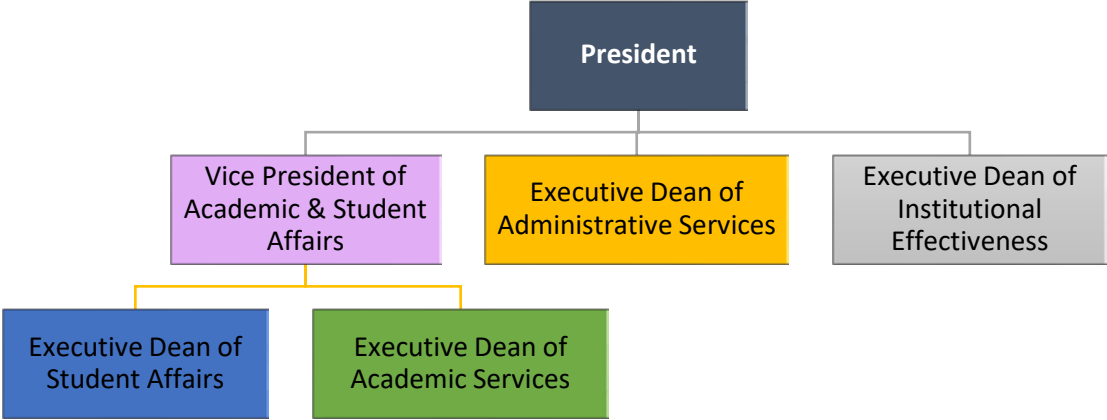 President
Vice President of
Academic & Student
Affairs
Executive Dean of
Administrative Services
Executive Dean of
Institutional
Effectiveness
Executive Dean of
Student Affairs
Executive Dean of
Academic Services